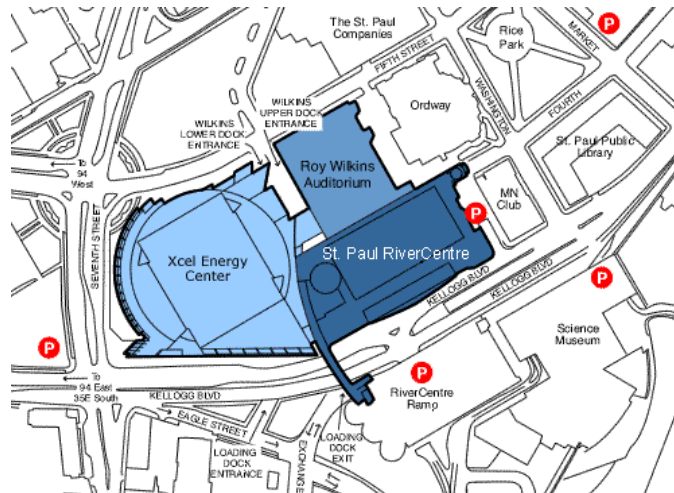 The St. Paul
Companies
Rice
Park
MARKET
P
FIFTH STREET
WASHINGTON
FOURTH
WILKINS
UPPER DOCK
ENTRANCE
WILKINS
LOWER DOCK
ENTRANCE
Ordway
St. Paul Public
Library
To
94
West
Roy Wilkins
Auditorium
MN
Club
P
SEVENTH STREET
Xcel Energy
Center
St. Paul RiverCentre
KELLOGG BLVD
KELLOGG BLVD
P
Science
Museum
P
P
RiverCentre
Ramp
To
94 East
35E South
KELLOGG BLVD
EAGLE STREET
LOADING
DOCK
ENTRANCE
LOADING
DOCK
EXIT